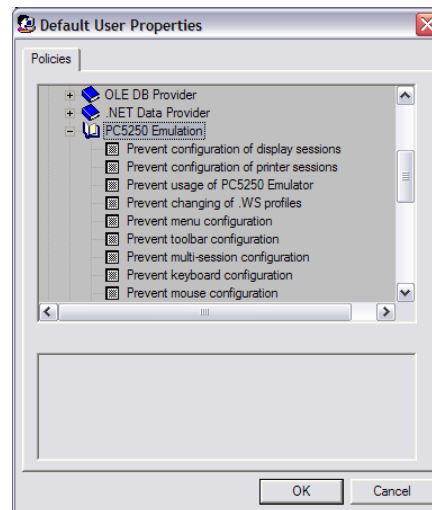 Default User Properties
Policies
OLE DB Provider
.NET Data Provider
PC5250 Emulation
Prevent configuration of display sessions
Prevent configuration of printer sessions
Prevent usage of PC5250 Emulator
Prevent changing of .WS profiles
Prevent menu configuration
Prevent toolbar configuration
Prevent multi-session configuration
Prevent keyboard configuration
Prevent mouse configuration
OK
Cancel